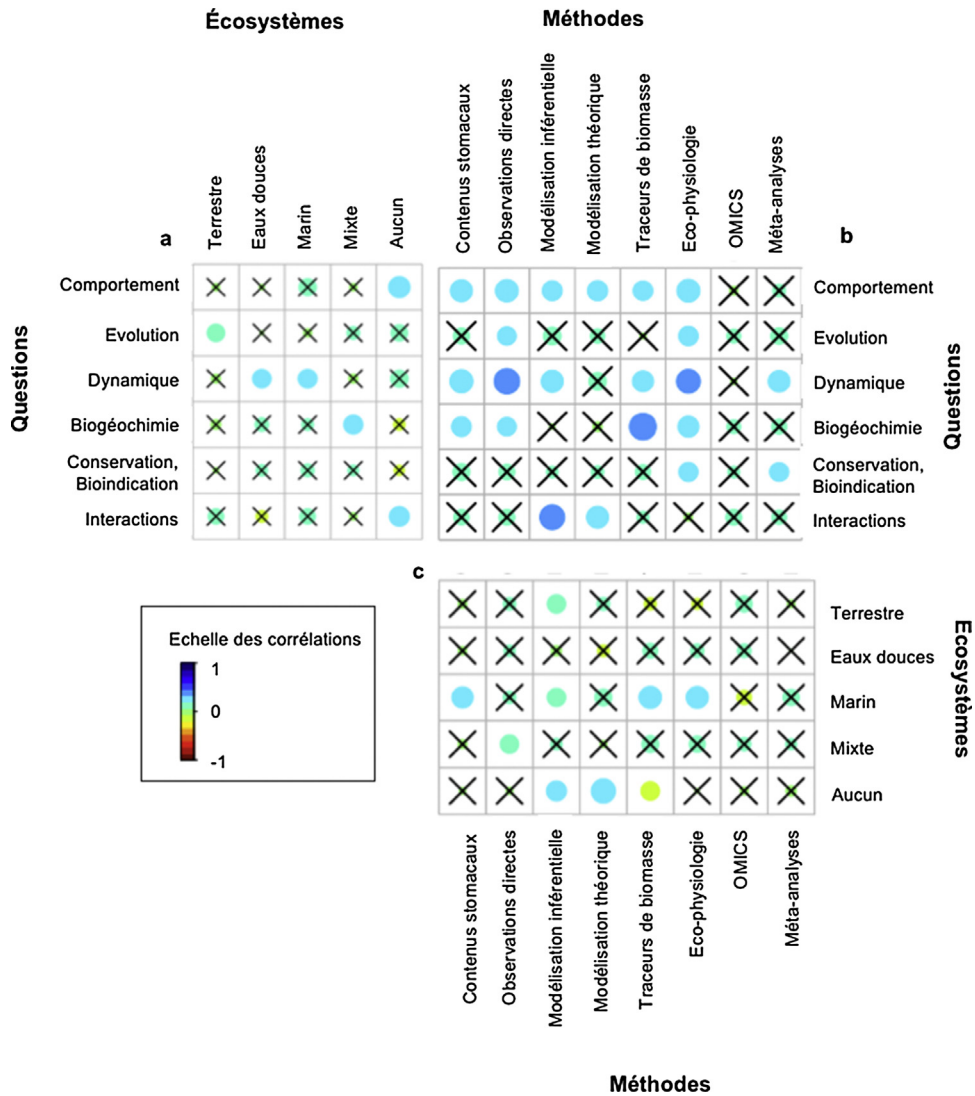 Écosystèmes
Méthodes
a
Terrestre
Eaux douces
Marin
Mixte
Aucun
Contenus stomacaux
Observations directes
Modélisation inférentielle
Modélisation théorique
Traceurs de biomasse
Eco-physiologie
OMICS
Méta-analyses
b
Questions
Comportement
Evolution
Dynamique
Biogéochimie
Conservation,
Bioindication
Interactions
Comportement
Evolution
Dynamique
Biogéochimie
Conservation,
Bioindication
Interactions
Questions
c
Echelle des corrélations
1
0
-1
Terrestre
Eaux douces
Marin
Mixte
Aucun
Ecosystèmes
Contenus stomacaux
Observations directes
Modélisation inférentielle
Modélisation théorique
Traceurs de biomasse
Eco-physiologie
OMICS
Méta-analyses
Méthodes